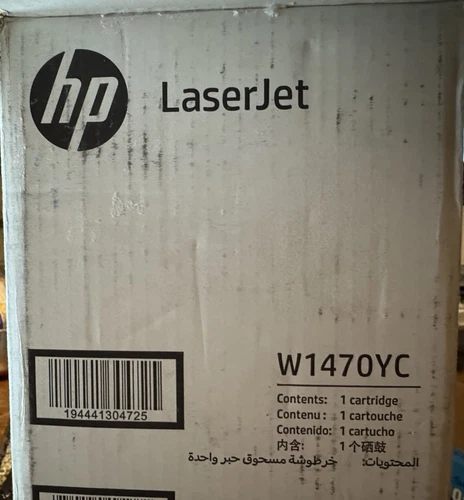 hp LaserJet
W1470YC
194441304725
Contents: 1 cartridge
Contenu : 1 cartouche
Contenido: 1 cartucho
内含: 1 个硒鼓
المحتويات: خرطوشة مسحوق حبر واحدة